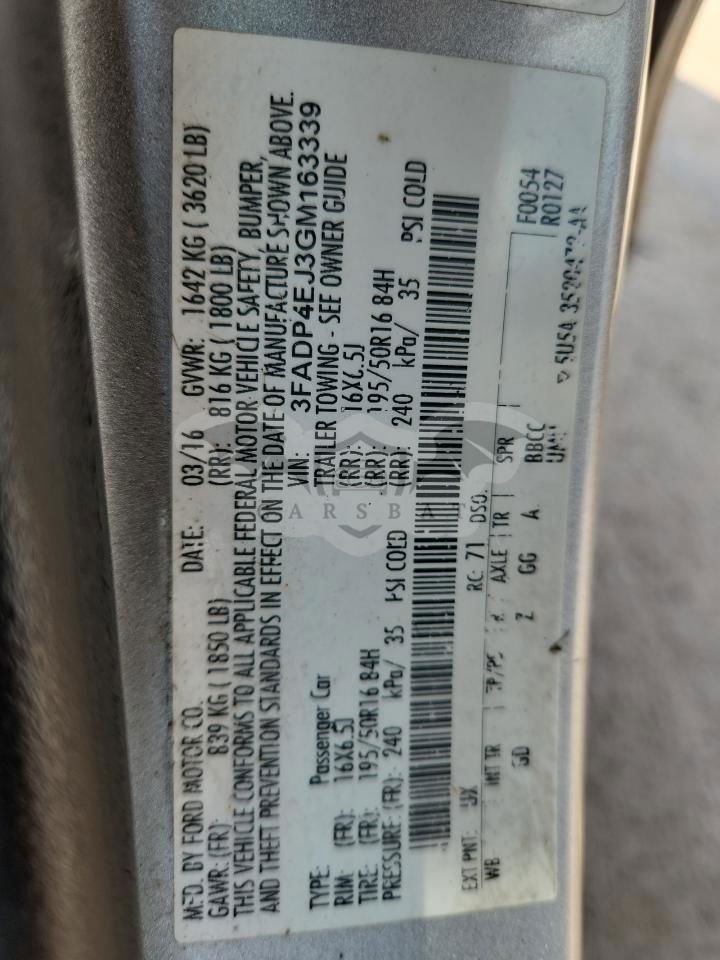 MFD. BY FORD MOTOR CO. DATE: 03/16 GVWR: 1642 KG ( 3620 LB)
GAWR: (FR): 839 KG ( 1850 LB) (RR): 816 KG ( 1800 LB)
THIS VEHICLE CONFORMS TO ALL APPLICABLE FEDERAL MOTOR VEHICLE SAFETY, BUMPER,
AND THEFT PREVENTION STANDARDS IN EFFECT ON THE DATE OF MANUFACTURE SHOWN ABOVE.
VIN: 3FADP4EJ3GM163339
TYPE: Passenger Car TRAILER TOWING - SEE OWNER GUIDE
RIM: (FR): 16X6.5J (RR): 16X6.5J
TIRE: (FR): 195/50R16 84H (RR): 195/50R16 84H
PRESSURE: (FR): 240 kPa/ 35 PSI COLD (RR): 240 kPa/ 35 PSI COLD
EXT PNT: UX RC: 71 DSO: F0054
WB INT TR TP/PS R AXLE TR SPR R0127
GD 2 GG A BBCC
UAMH